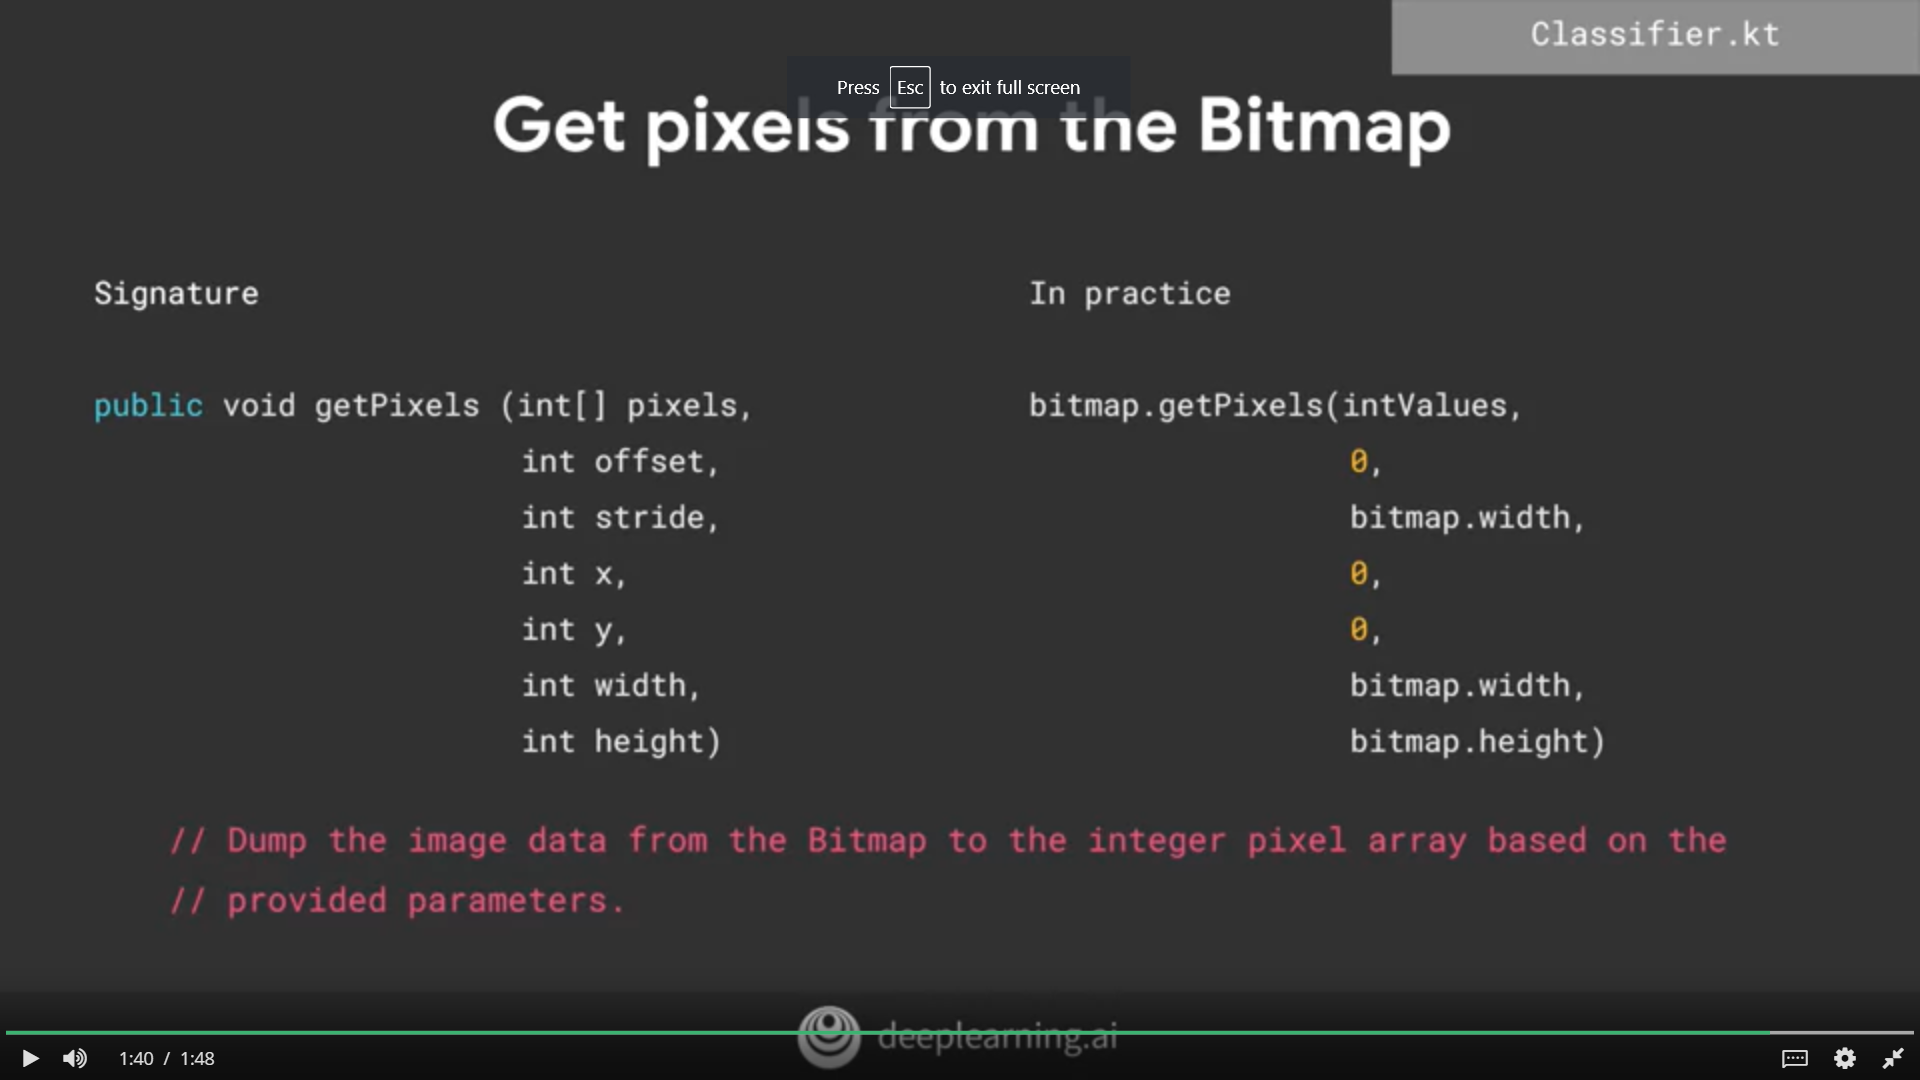 Classifier.kt
Press Esc to exit full screen
Get pixels from the Bitmap
Signature
public void getPixels (int[] pixels,
int offset,
int stride,
int x,
int y,
int width,
int height)
In practice
bitmap.getPixels(intValues,
0,
bitmap.width,
0,
0,
bitmap.width,
bitmap.height)
// Dump the image data from the Bitmap to the integer pixel array based on the
// provided parameters.
deeplearning.ai
1:40 / 1:48